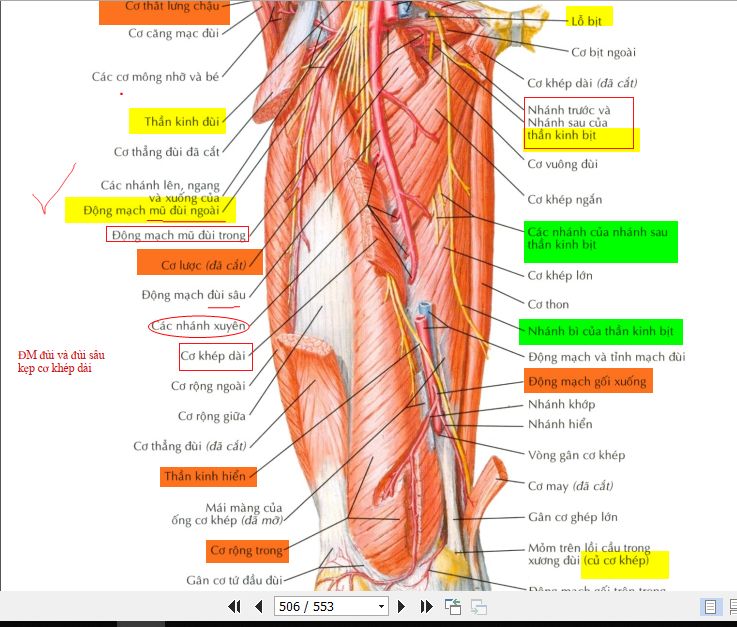 Cơ thắt lưng chậu
Cơ căng mạc đùi
Các cơ mông nhỡ và bé
Thần kinh đùi
Cơ thẳng đùi đã cắt
Các nhánh lên, ngang
và xuống của
Động mạch mũ đùi ngoài
Động mạch mũ đùi trong
Cơ lược (đã cắt)
Động mạch đùi sâu
Các nhánh xuyên
ĐM đùi và đùi sâu
kẹp cơ khép dài
Cơ khép dài
Cơ rộng ngoài
Cơ rộng giữa
Cơ thẳng đùi (đã cắt)
Thần kinh hiển
Mái màng của
ống cơ khép (đã mở)
Cơ rộng trong
Gân cơ tứ đầu đùi
Lỗ bịt
Cơ bịt ngoài
Cơ khép dài (đã cắt)
Nhánh trước và
Nhánh sau của
thần kinh bịt
Cơ vuông đùi
Cơ khép ngắn
Các nhánh của nhánh sau
thần kinh bịt
Cơ khép lớn
Cơ thon
Nhánh bì của thần kinh bịt
Động mạch và tĩnh mạch đùi
Động mạch gối xuống
Nhánh khớp
Nhánh hiển
Vòng gân cơ khép
Cơ may (đã cắt)
Gân cơ ghép lớn
Mỏm trên lồi cầu trong
xương đùi (củ cơ khép)
Động mạch gối trên trong
506 / 553